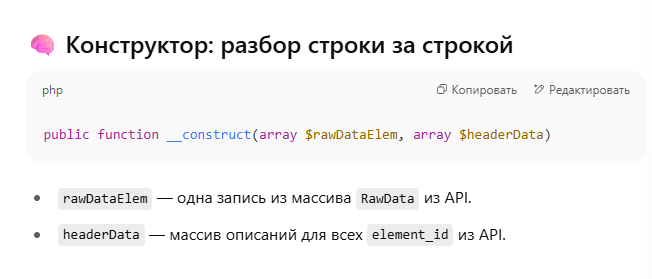 🧠 Конструктор: разбор строки за строкой
php
Копировать
Редактировать
public function __construct(array $rawDataElem, array $headerData)
• rawDataElem — одна запись из массива RawData из API.
• headerData — массив описаний для всех element_id из API.